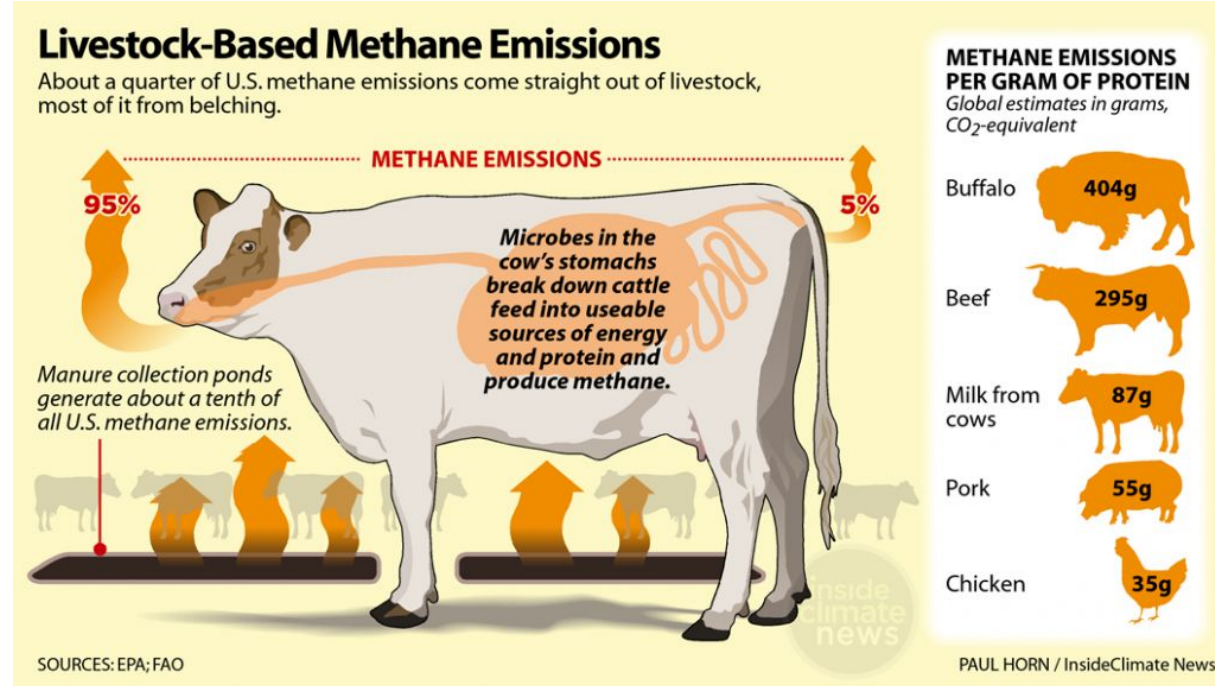 Livestock-Based Methane Emissions
About a quarter of U.S. methane emissions come straight out of livestock,
most of it from belching.
METHANE EMISSIONS
95%
5%
Microbes in the
cow's stomachs
break down cattle
feed into useable
sources of energy
and protein and
produce methane.
Manure collection ponds
generate about a tenth of
all U.S. methane emissions.
METHANE EMISSIONS
PER GRAM OF PROTEIN
Global estimates in grams,
CO2-equivalent
Buffalo 404g
Beef 295g
Milk from 87g
cows
Pork 55g
Chicken 35g
inside
climate
news
SOURCES: EPA; FAO
PAUL HORN / InsideClimate News